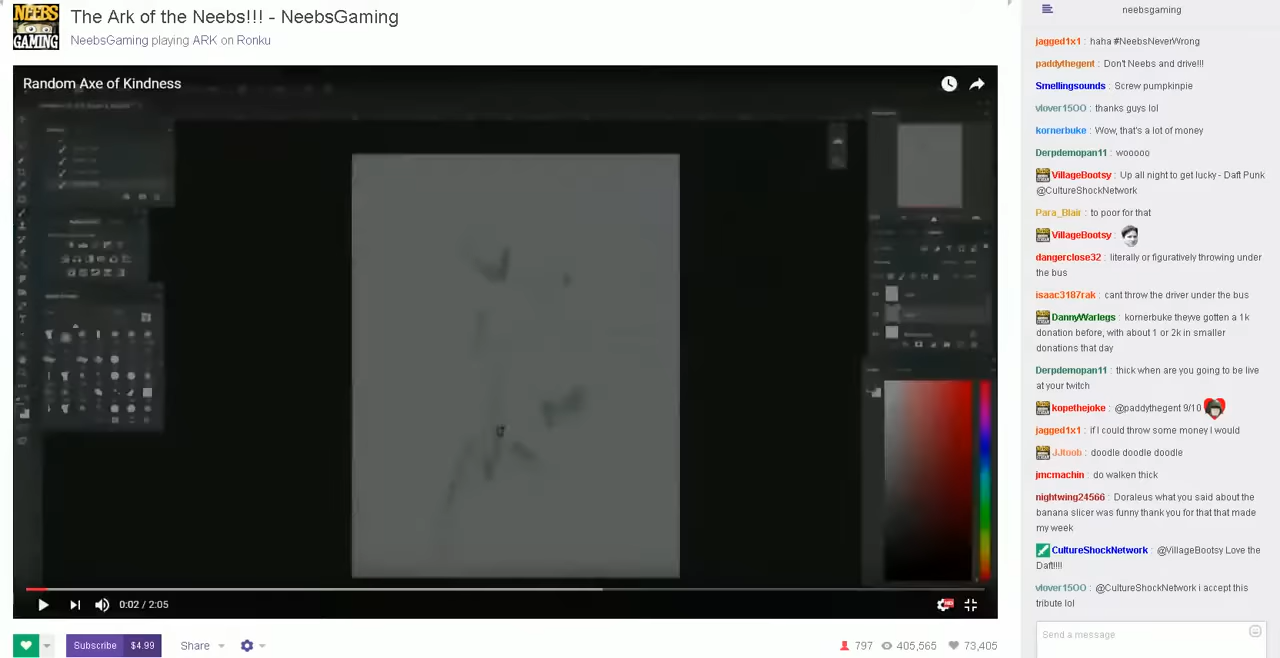 NEEBS
GAMING
The Ark of the Neebs!!! - NeebsGaming
NeebsGaming playing ARK on Ronku
Random Axe of Kindness
0:02 / 2:05
Subscribe $4.99
Share
797 405,565 73,405
neebsgaming
jagged1x1 : haha #NeebsNeverWrong
paddythegent : Don't Neebs and drive!!!
Smellingsounds : Screw pumpkinpie
vlover1500 : thanks guys lol
kornerbuke : Wow, that's a lot of money
Derpdemopan11 : wooooo
VillageBootsy : Up all night to get lucky - Daft Punk
@CultureShockNetwork
Para_Blair : to poor for that
VillageBootsy :
dangerclose32 : literally or figuratively throwing under
the bus
isaac3187rak : cant throw the driver under the bus
DannyWarlegs : kornerbuke theyve gotten a 1k
donation before, with about 1 or 2k in smaller
donations that day
Derpdemopan11 : thick when are you going to be live
at your twitch
kopethejoke : @paddythegent 9/10
jagged1x1 : if I could throw some money I would
JJtoob : doodle doodle doodle
jmcmachin : do walken thick
nightwing24566 : Doraleus what you said about the
banana slicer was funny thank you for that that made
my week
CultureShockNetwork : @VillageBootsy Love the
Daft!!!!
vlover1500 : @CultureShockNetwork i accept this
tribute lol
Send a message